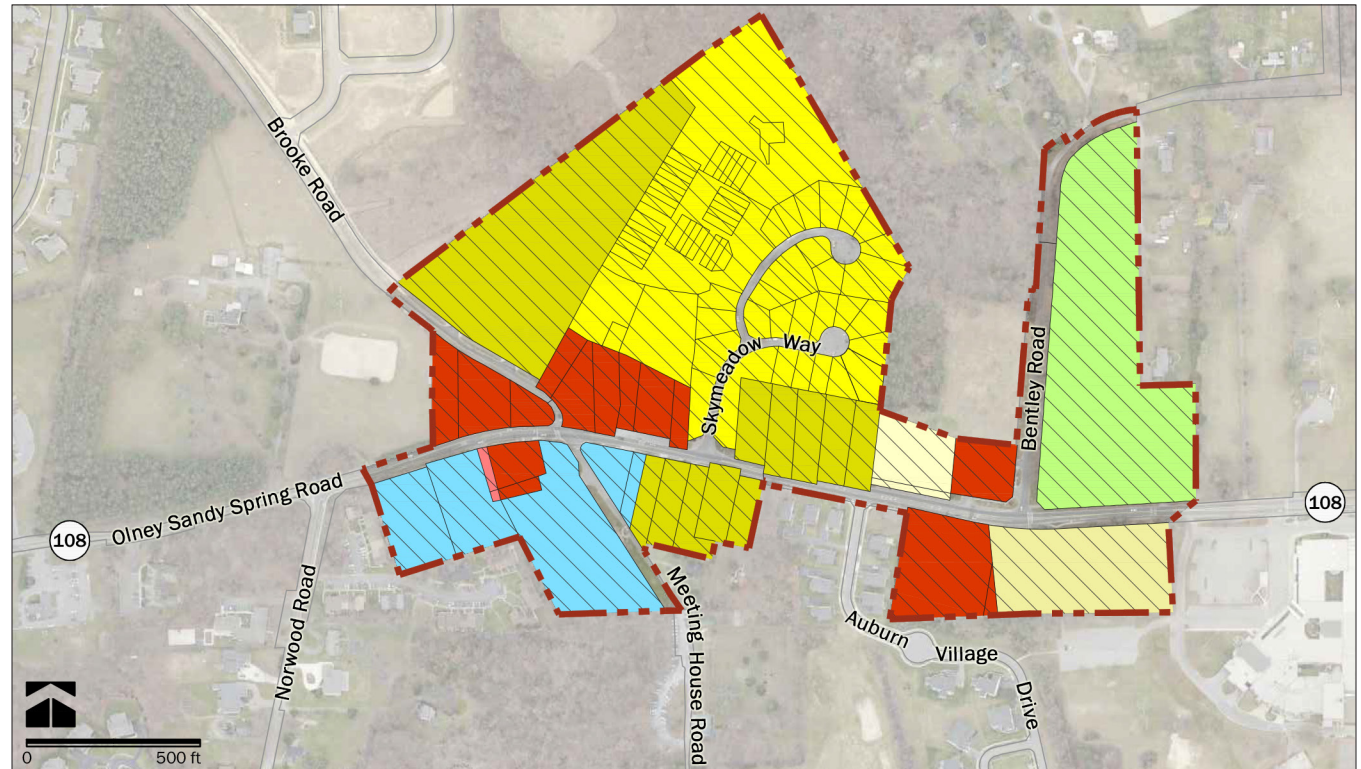 Brooke Road
Skymeadow Way
Bentley Road
108
Olney Sandy Spring Road
108
Norwood Road
Meeting House Road
Auburn Village Drive
0 500 ft